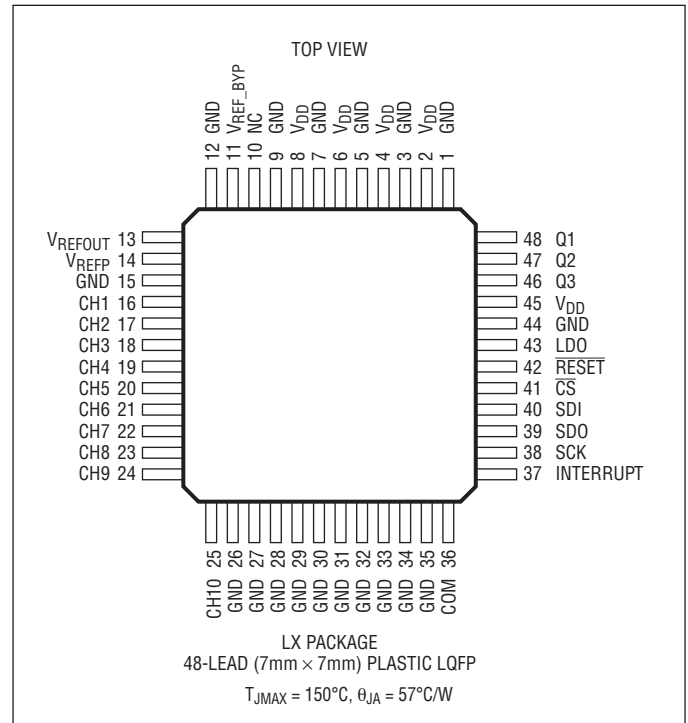 TOP VIEW
12 GND
11 VREF_BYP
10 NC
9 GND
8 VDD
7 GND
6 VDD
5 GND
4 VDD
3 GND
2 VDD
1 GND
VREFOUT 13
VREFP 14
GND 15
CH1 16
CH2 17
CH3 18
CH4 19
CH5 20
CH6 21
CH7 22
CH8 23
CH9 24
48 Q1
47 Q2
46 Q3
45 VDD
44 GND
43 LDO
42 RESET
41 CS
40 SDI
39 SDO
38 SCK
37 INTERRUPT
CH10 25
GND 26
GND 27
GND 28
GND 29
GND 30
GND 31
GND 32
GND 33
GND 34
GND 35
COM 36
LX PACKAGE
48-LEAD (7mm × 7mm) PLASTIC LQFP
TJMAX = 150°C, θJA = 57°C/W